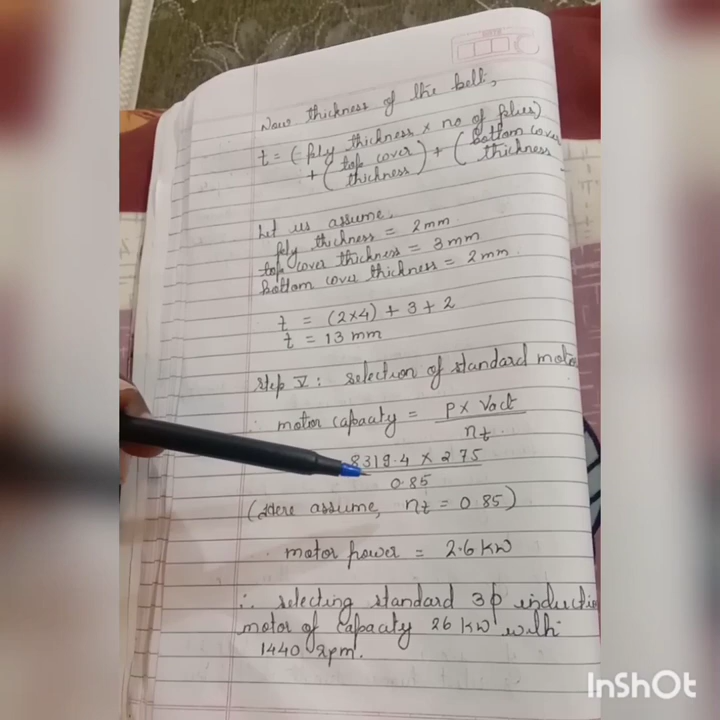 Now thickness of the belt,
t = (ply thickness × no of plies)
+ (top cover thickness) + (bottom cover thickness
Let us assume,
ply thickness = 2mm
top cover thickness = 3mm
bottom cover thickness = 2mm.
t = (2×4) + 3 + 2
t = 13 mm
Step V: selection of standard motor
∴ motor capacity = P× Vact / nt
8319.4 × 2.75 / 0.85
(Here assume, nt = 0.85)
motor power = 2.6 KW
∴ selecting standard 3ϕ inductio
motor of capacity 26 KW with
1440 rpm.
InShOt